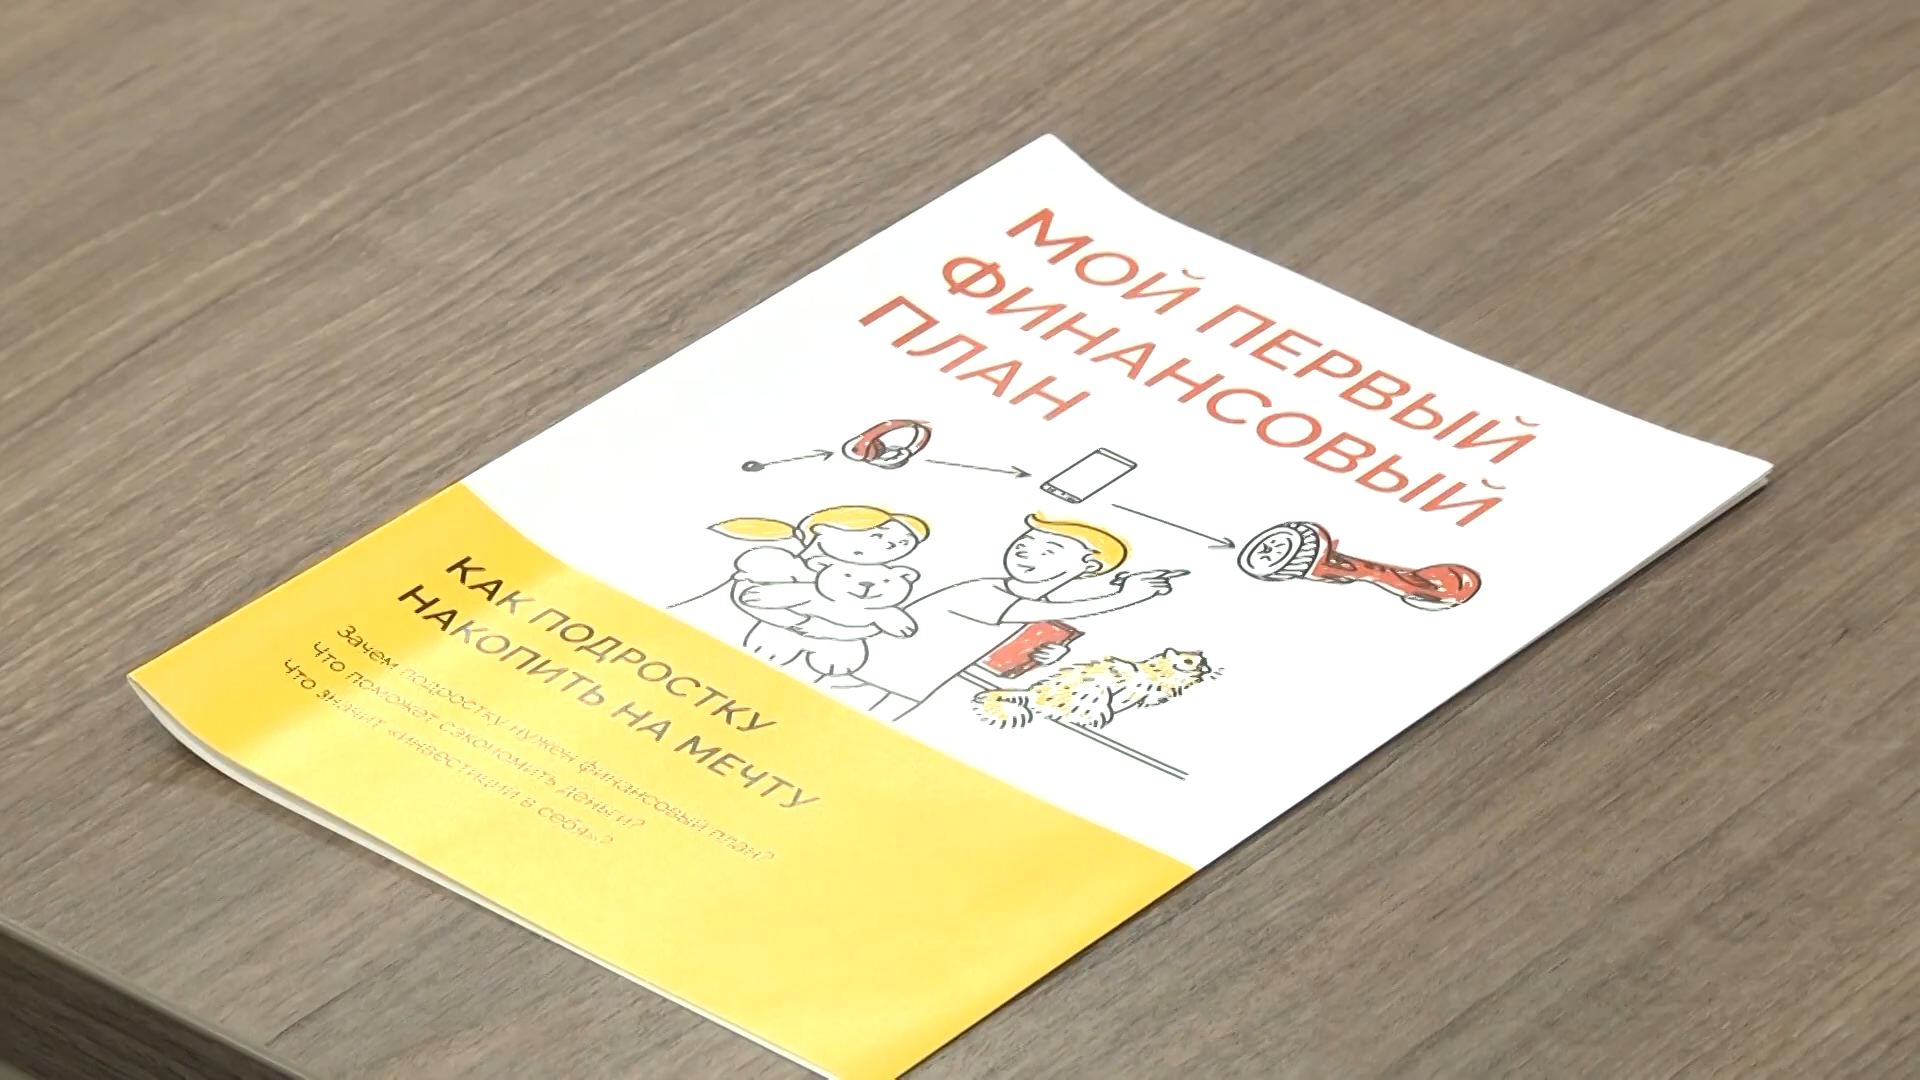 МОЙ ПЕРВЫЙ
ФИНАНСОВЫЙ
ПЛАН
КАК ПОДРОСТКУ
НАКОПИТЬ НА МЕЧТУ
Зачем подростку нужен финансовый план?
Что поможет сэкономить деньги?
Что значит «инвестиции в себя»?